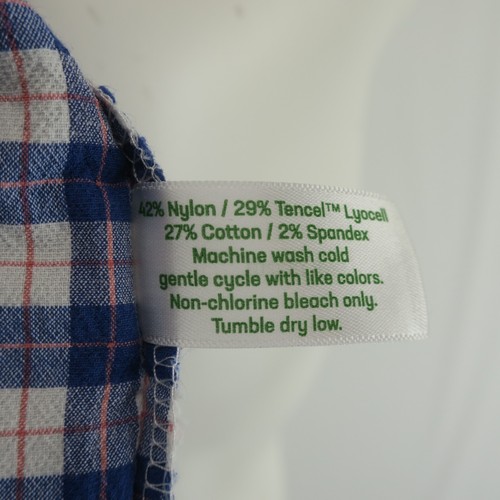 42% Nylon / 29% Tencel™ Lyocell
27% Cotton / 2% Spandex
Machine wash cold
gentle cycle with like colors.
Non-chlorine bleach only.
Tumble dry low.